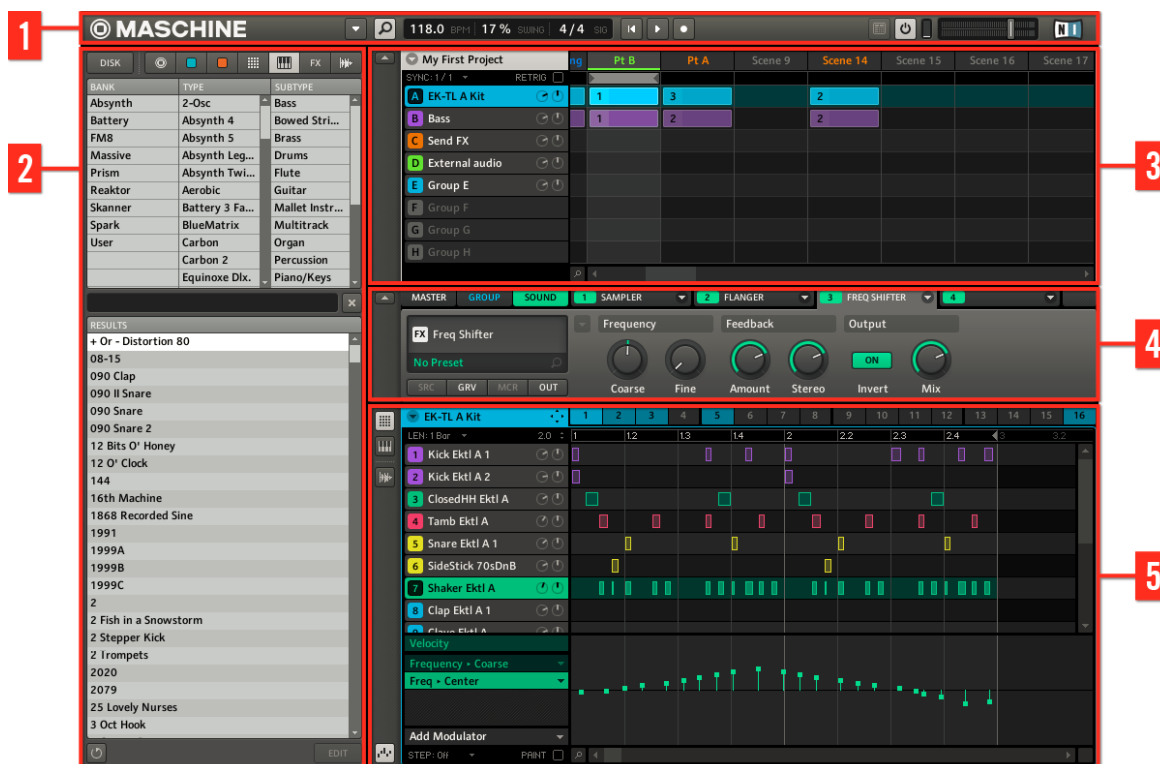 1
MASCHINE
118.0 BPM 17% SWING 4/4 SIG
NI
2
DISK
FX
BANK TYPE SUBTYPE
Absynth 2-Osc Bass
Battery Absynth 4 Bowed Stri...
FM8 Absynth 5 Brass
Massive Absynth Leg... Drums
Prism Absynth Twi... Flute
Reaktor Aerobic Guitar
Skanner Battery 3 Fa... Mallet Instr...
Spark BlueMatrix Multitrack
User Carbon Organ
Carbon 2 Percussion
Equinoxe Dlx. Piano/Keys
RESULTS
+ Or - Distortion 80
08-15
090 Clap
090 II Snare
090 Snare
090 Snare 2
12 Bits O' Honey
12 O' Clock
144
16th Machine
1868 Recorded Sine
1991
1999A
1999B
1999C
2
2 Fish in a Snowstorm
2 Stepper Kick
2 Trompets
2020
2079
25 Lovely Nurses
3 Oct Hook
EDIT
3
My First Project ng Pt B Pt A Scene 9 Scene 14 Scene 15 Scene 16 Scene 17
SYNC: 1 / 1 RETRIG
A EK-TL A Kit 1 3 2
B Bass 1 2 2
C Send FX
D External audio
E Group E
F Group F
G Group G
H Group H
4
MASTER GROUP SOUND 1 SAMPLER 2 FLANGER 3 FREQ SHIFTER 4
FX Freq Shifter
No Preset
SRC GRV MCR OUT
Frequency Feedback Output
ON
Coarse Fine Amount Stereo Invert Mix
5
EK-TL A Kit 1 2 3 4 5 6 7 8 9 10 11 12 13 14 15 16
LEN: 1 Bar 2.0 1 1.2 1.3 1.4 2 2.2 2.3 2.4 3 3.2
1 Kick Ektl A 1
2 Kick Ektl A 2
3 ClosedHH Ektl A
4 Tamb Ektl A
5 Snare Ektl A 1
6 SideStick 70sDnB
7 Shaker Ektl A
8 Clap Ektl A 1
9 Clave Ektl A
Velocity
Frequency Coarse
Freq Center
Add Modulator
STEP: Off PAINT